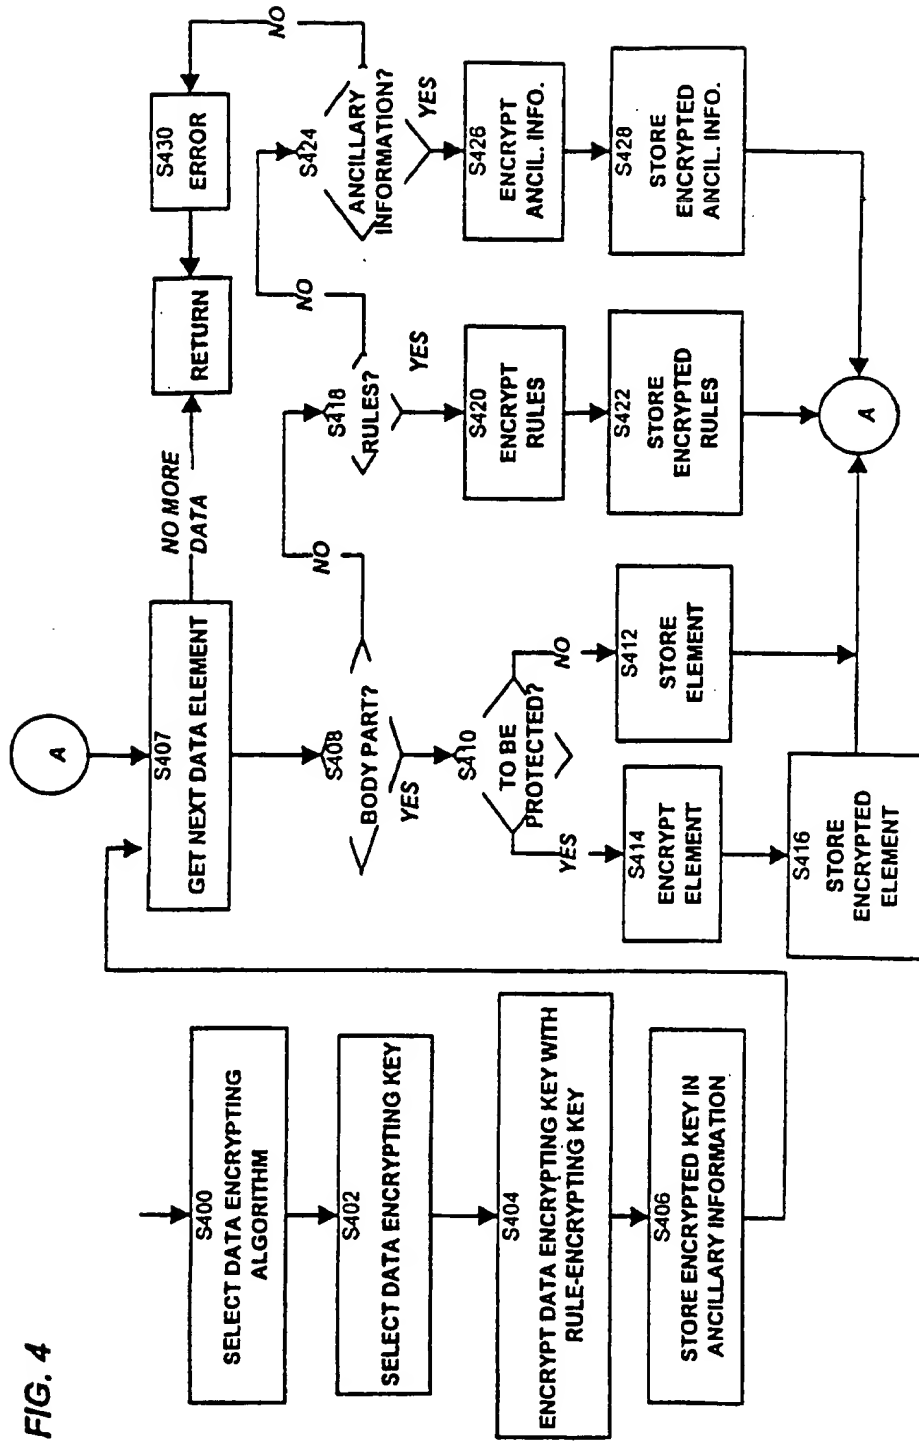 FIG. 4
S400
SELECT DATA ENCRYPTING
ALGORITHM
S402
SELECT DATA ENCRYPTING KEY
S404
ENCRYPT DATA ENCRYPTING KEY WITH
RULE-ENCRYPTING KEY
S406
STORE ENCRYPTED KEY IN
ANCILLARY INFORMATION
A
S407
GET NEXT DATA ELEMENT
NO MORE
DATA
RETURN
S430
ERROR
S408
BODY PART?
YES
NO
S410
TO BE
PROTECTED?
YES
NO
S414
ENCRYPT
ELEMENT
S416
STORE
ENCRYPTED
ELEMENT
S412
STORE
ELEMENT
S418
RULES?
YES
NO
S420
ENCRYPT
RULES
S422
STORE
ENCRYPTED
RULES
S424
ANCILLARY
INFORMATION?
YES
NO
S426
ENCRYPT
ANCIL. INFO.
S428
STORE
ENCRYPTED
ANCIL. INFO.
A